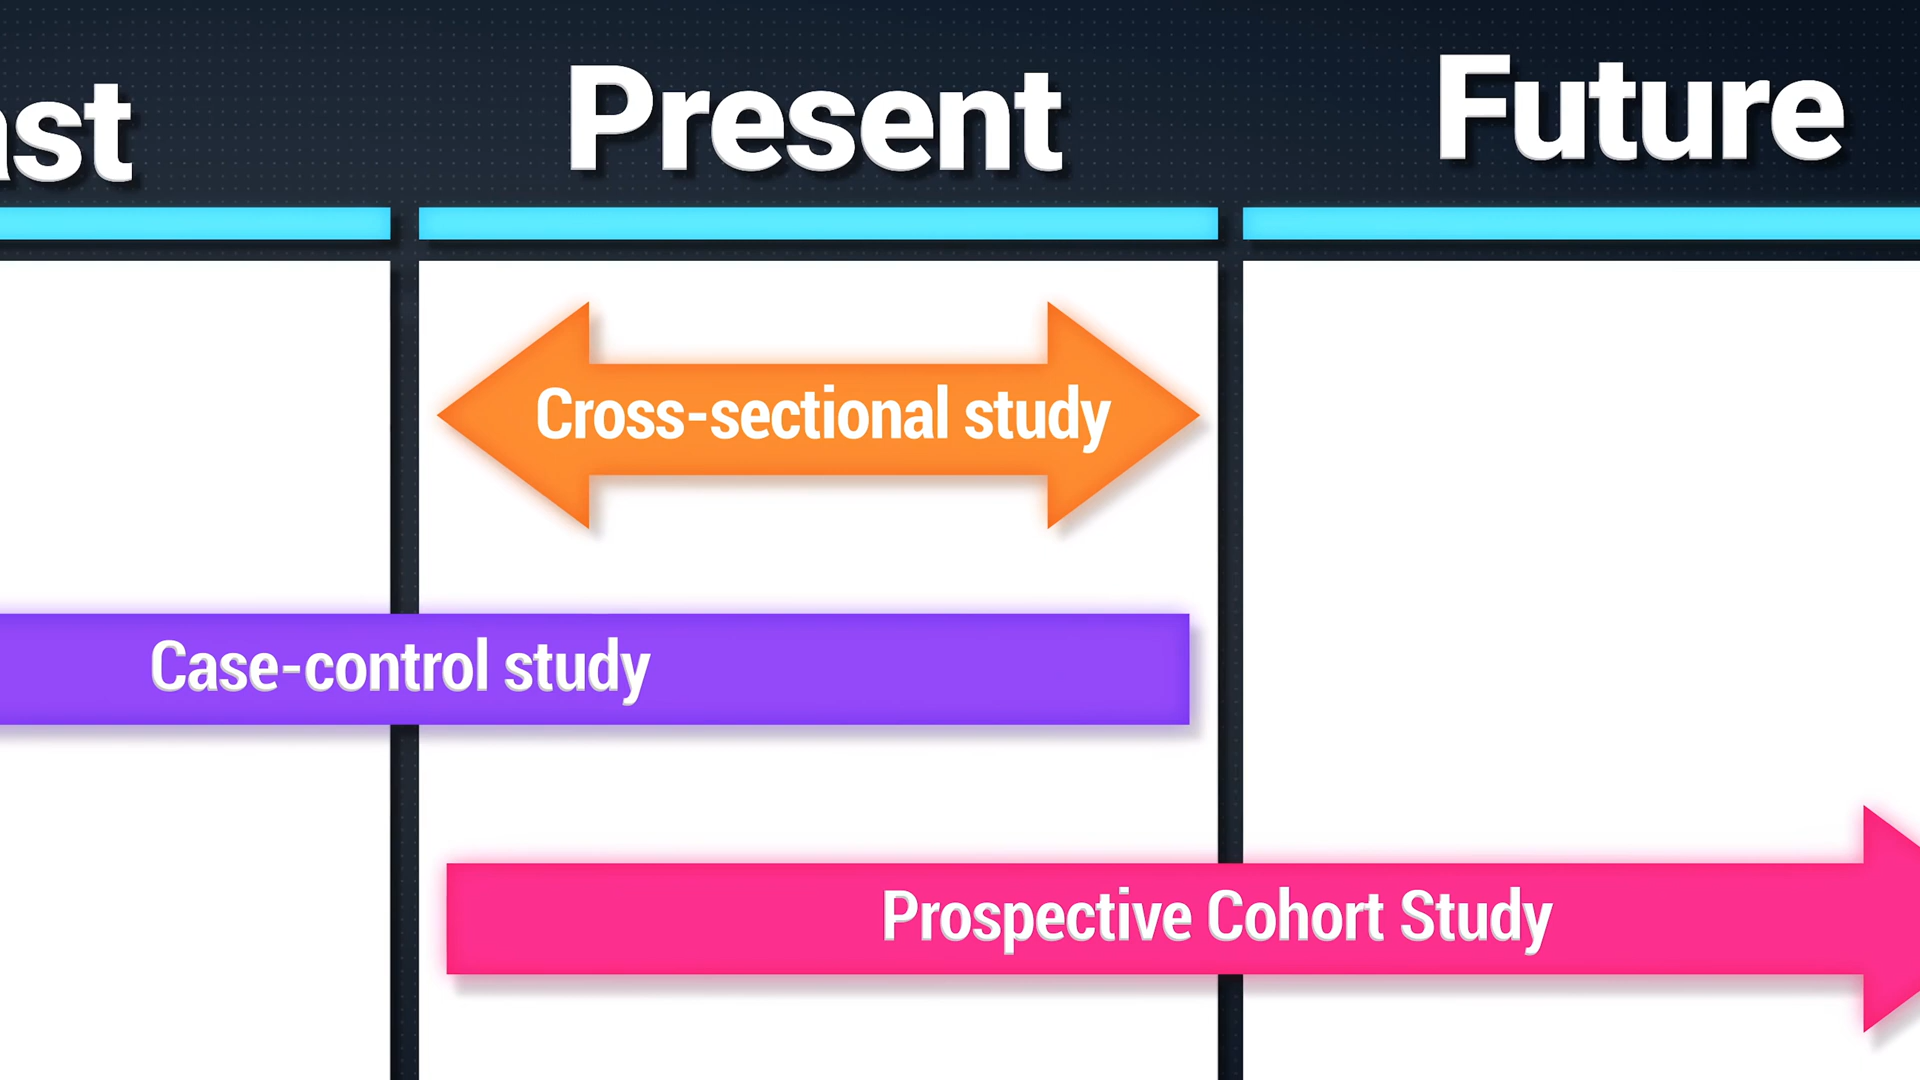 ast
Present
Future
Cross-sectional study
Case-control study
Prospective Cohort Study